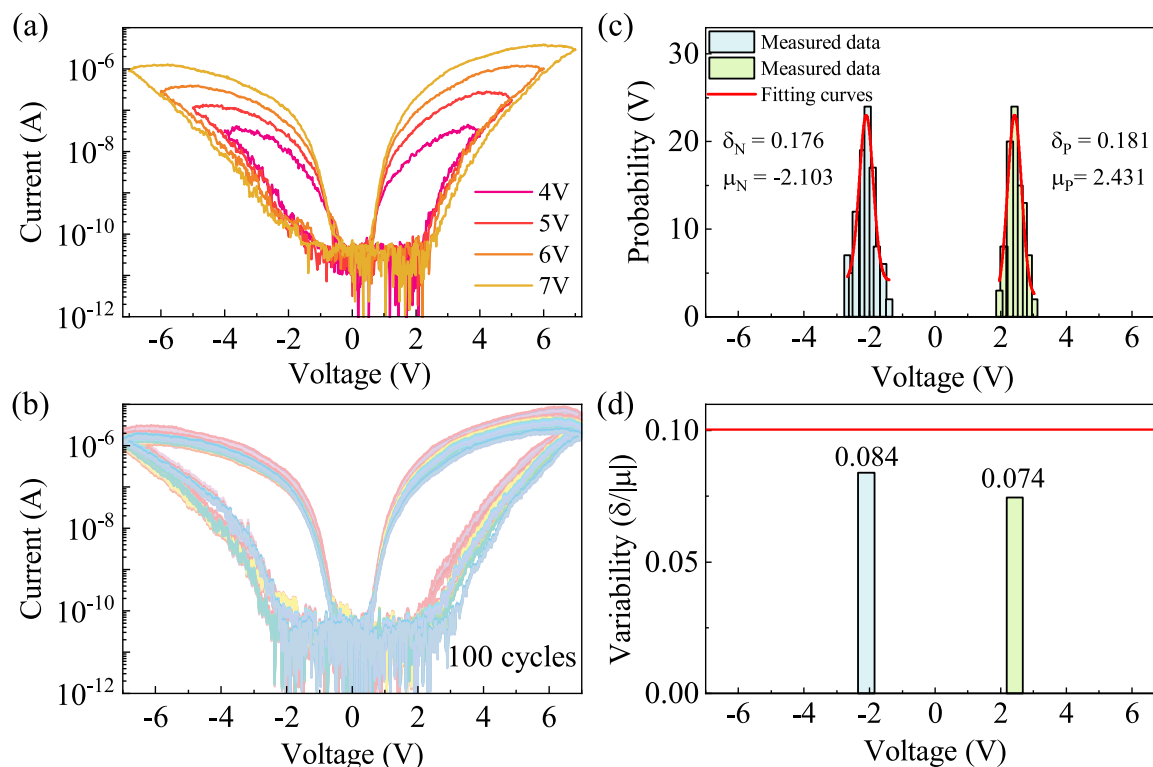 (a)
10⁻⁶
10⁻⁸
10⁻¹⁰
10⁻¹²
Current (A)
4V
5V
6V
7V
-6 -4 -2 0 2 4 6
Voltage (V)
(c)
30
20
10
0
Probability (V)
Measured data
Measured data
Fitting curves
δN = 0.176
μN = -2.103
δP = 0.181
μP= 2.431
-6 -4 -2 0 2 4 6
Voltage (V)
(b)
10⁻⁶
10⁻⁸
10⁻¹⁰
10⁻¹²
Current (A)
100 cycles
-6 -4 -2 0 2 4 6
Voltage (V)
(d)
0.10
0.05
0.00
Variability (δ/|μ|)
0.084
0.074
-6 -4 -2 0 2 4 6
Voltage (V)